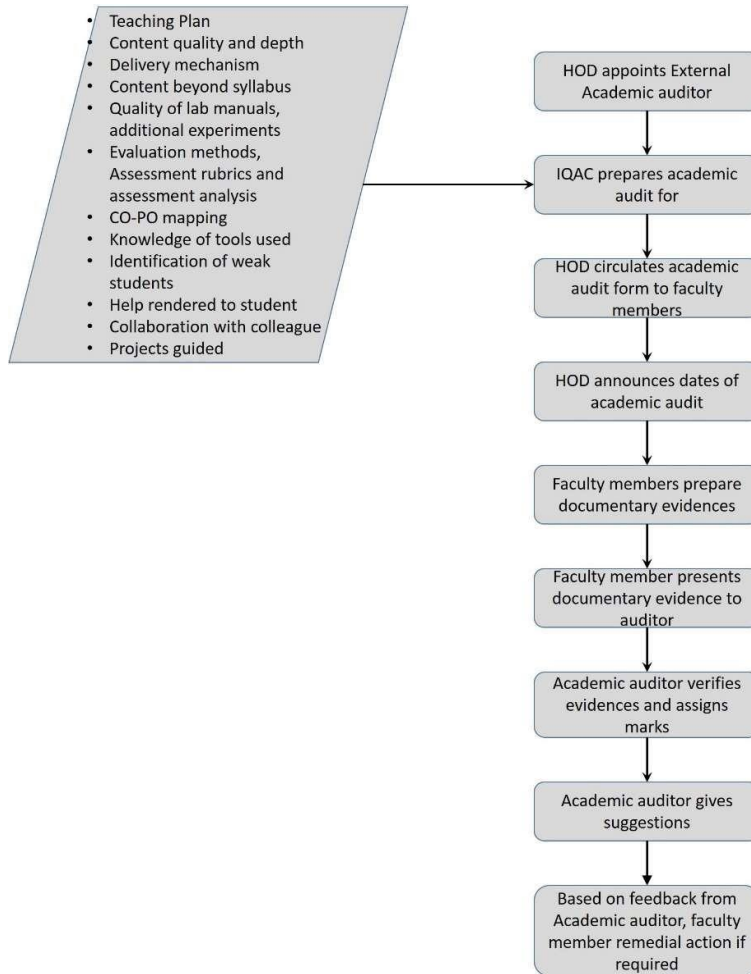 • Teaching Plan
• Content quality and depth
• Delivery mechanism
• Content beyond syllabus
• Quality of lab manuals,
additional experiments
• Evaluation methods,
Assessment rubrics and
assessment analysis
• CO-PO mapping
• Knowledge of tools used
• Identification of weak
students
• Help rendered to student
• Collaboration with colleague
• Projects guided
HOD appoints External
Academic auditor
IQAC prepares academic
audit for
HOD circulates academic
audit form to faculty
members
HOD announces dates of
academic audit
Faculty members prepare
documentary evidences
Faculty member presents
documentary evidence to
auditor
Academic auditor verifies
evidences and assigns
marks
Academic auditor gives
suggestions
Based on feedback from
Academic auditor, faculty
member remedial action if
required